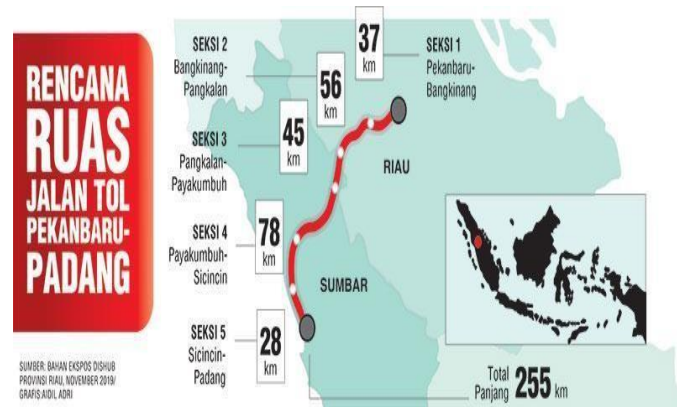 RENCANA
RUAS
JALAN TOL
PEKANBARU-
PADANG
SUMBER: BAHAN EKSPOS DISHUB
PROVINSI RIAU, NOVEMBER 2019/
GRAFIS:AIDIL ADRI
SEKSI 1
Pekanbaru-
Bangkinang
37
km
SEKSI 2
Bangkinang-
Pangkalan
56
km
SEKSI 3
Pangkalan-
Payakumbuh
45
km
SEKSI 4
Payakumbuh-
Sicincin
78
km
SEKSI 5
Sicincin-
Padang
28
km
RIAU
SUMBAR
Total
Panjang 255 km